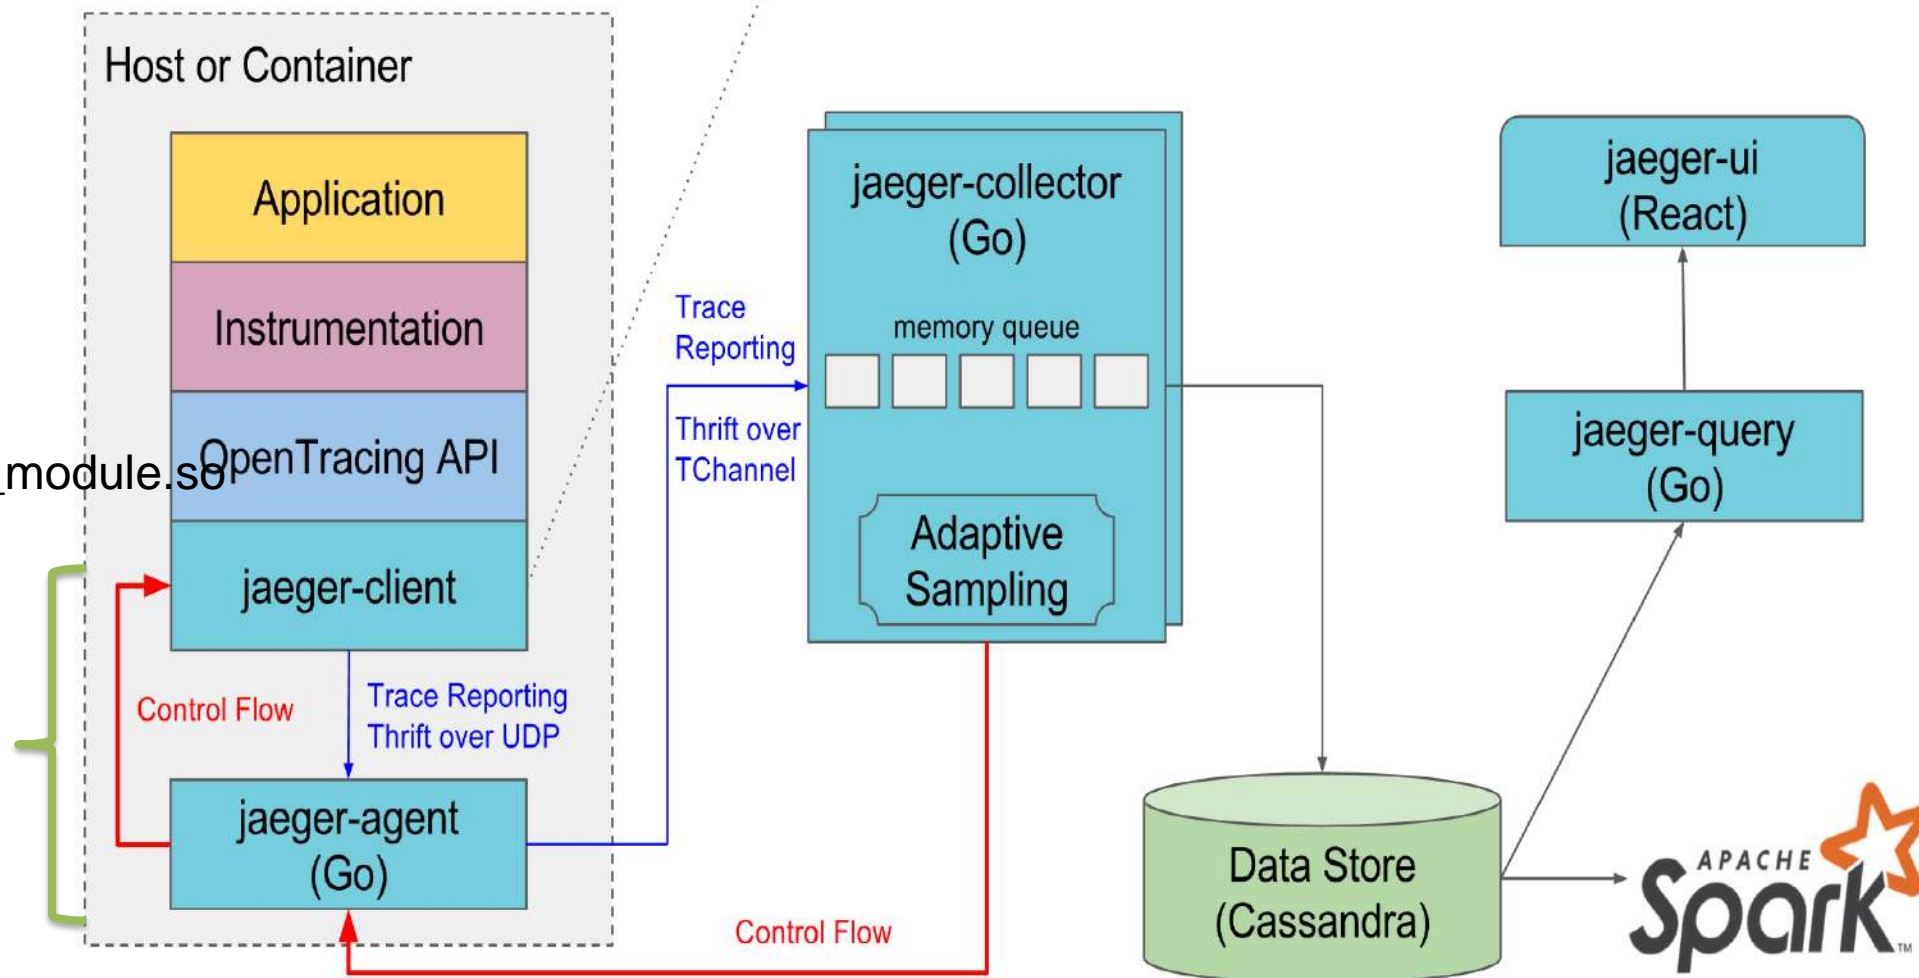 Host or Container
Application
Instrumentation
OpenTracing API
_module.so
jaeger-client
Control Flow
Trace Reporting
Thrift over UDP
jaeger-agent
(Go)
Trace
Reporting
Thrift over
TChannel
jaeger-collector
(Go)
memory queue
Adaptive
Sampling
Control Flow
Data Store
(Cassandra)
jaeger-ui
(React)
jaeger-query
(Go)
APACHE
Spark
TM